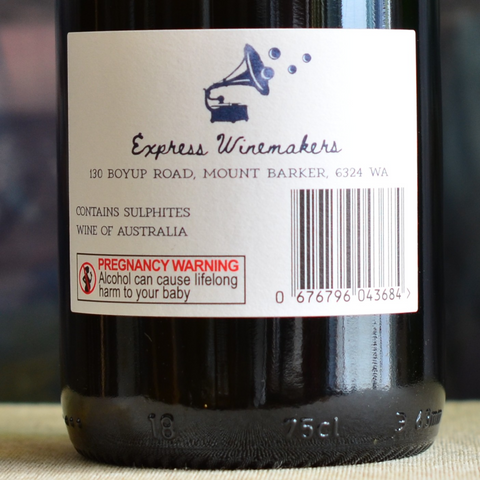 Express Winemakers
130 BOYUP ROAD, MOUNT BARKER, 6324 WA
CONTAINS SULPHITES
WINE OF AUSTRALIA
PREGNANCY WARNING
Alcohol can cause lifelong
harm to your baby
0 676796 043684 >
18 75cl